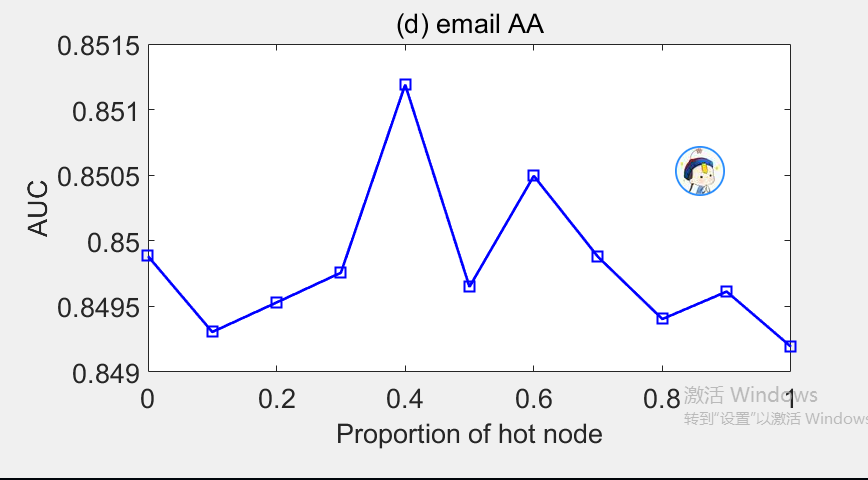 (d) email AA
0.8515
0.851
0.8505
0.85
0.8495
0.849
AUC
0 0.2 0.4 0.6 0.8 1
Proportion of hot node
激活 Windows
转到“设置”以激活 Windows